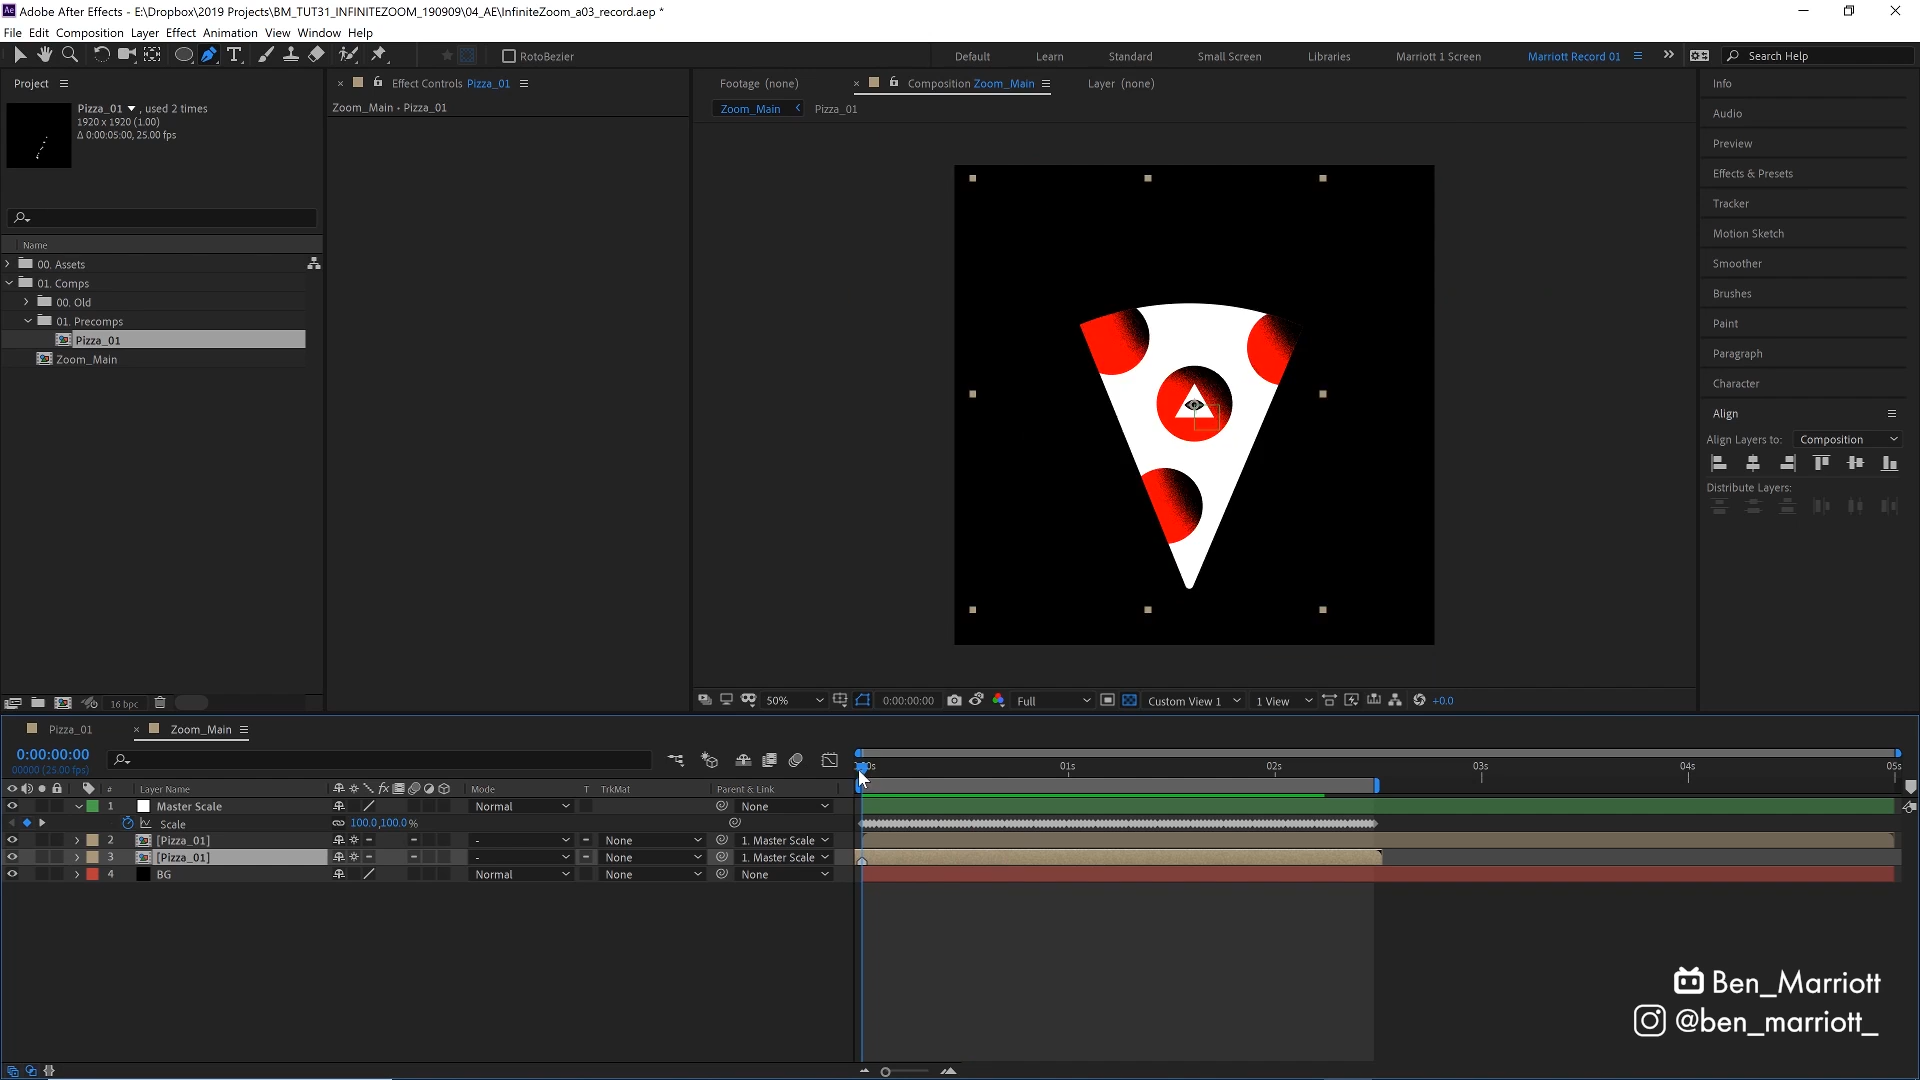 Adobe After Effects - E:\Dropbox\2019 Projects\BM_TUT31_INFINITEZOOM_190909\04_AE\InfiniteZoom_a03_record.aep *
File Edit Composition Layer Effect Animation View Window Help
RotoBezier Default Learn Standard Small Screen Libraries Marriott 1 Screen Marriott Record 01 Search Help
Project Effect Controls Pizza_01 Footage (none) Composition Zoom_Main Layer (none) Info
Pizza_01 , used 2 times Zoom_Main • Pizza_01 Zoom_Main Pizza_01
1920 x 1920 (1.00)
Δ 0:00:05:00, 25.00 fps
Audio
Preview
Effects & Presets
Tracker
Motion Sketch
Smoother
Brushes
Paint
Paragraph
Character
Align
Align Layers to: Composition
Distribute Layers:
Name
00. Assets
01. Comps
00. Old
01. Precomps
Pizza_01
Zoom_Main
16 bpc 50% 0:00:00:00 Full Custom View 1 1 View +0.0
Pizza_01 Zoom_Main
0:00:00:00
00000 (25.00 fps)
:00s 01s 02s 03s 04s 05s
# Layer Name Mode T TrkMat Parent & Link
1 Master Scale Normal None
Scale 100.0,100.0 %
2 [Pizza_01] - None 1. Master Scale
3 [Pizza_01] - None 1. Master Scale
4 BG Normal None None
Ben_Marriott
@ben_marriott_